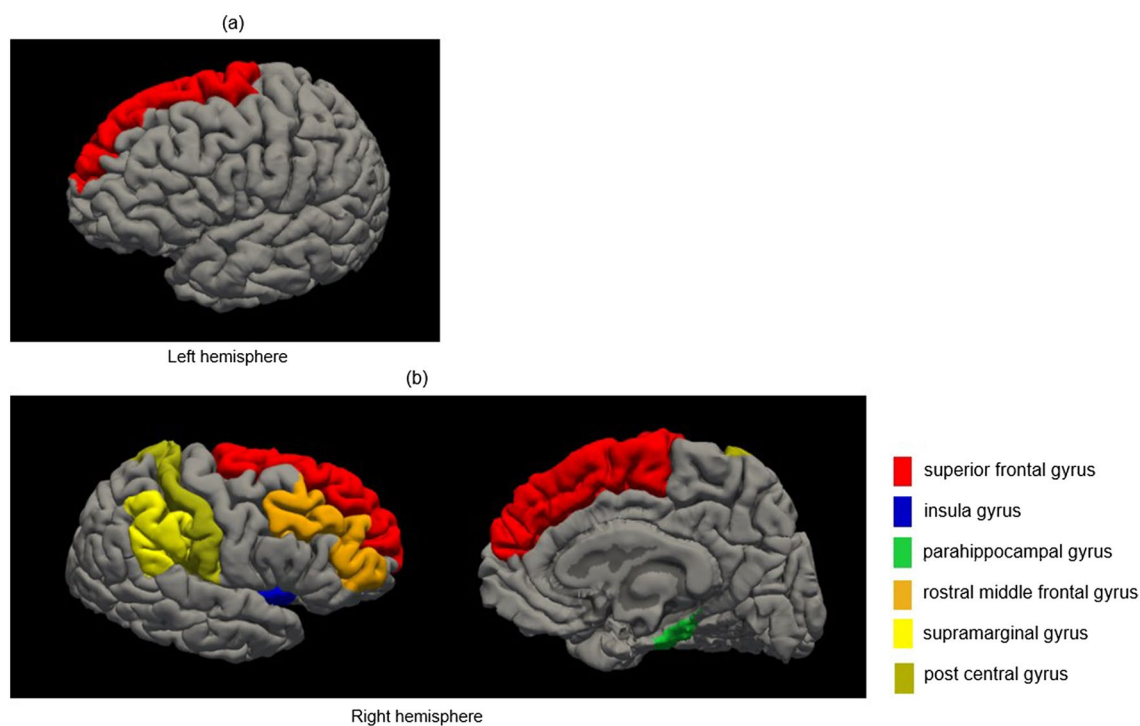 (a)
Left hemisphere
(b)
superior frontal gyrus
insula gyrus
parahippocampal gyrus
rostral middle frontal gyrus
supramarginal gyrus
post central gyrus
Right hemisphere